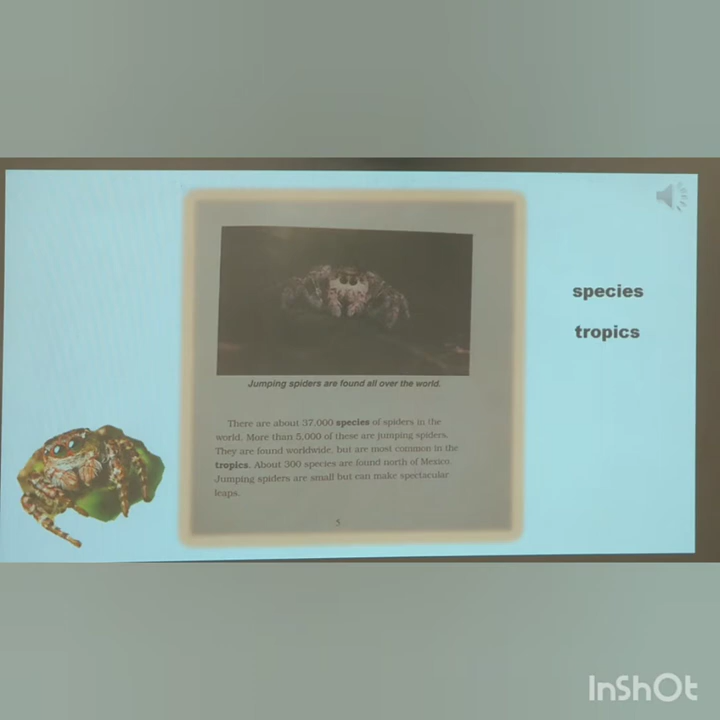 Jumping spiders are found all over the world.
There are about 37,000 species of spiders in the
world. More than 5,000 of these are jumping spiders.
They are found worldwide, but are most common in the
tropics. About 300 species are found north of Mexico.
Jumping spiders are small but can make spectacular
leaps.
5
species
tropics
InShOt